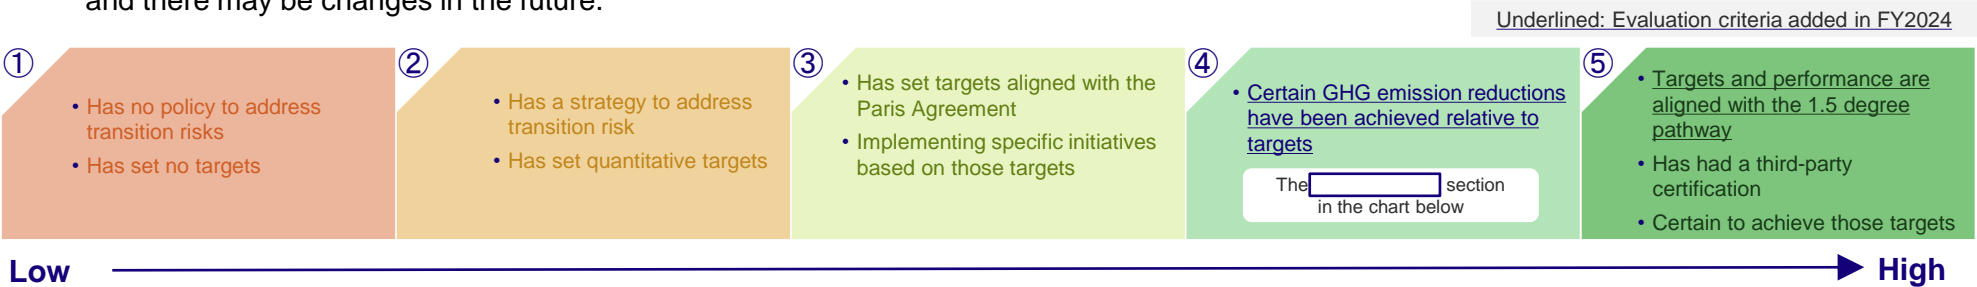 and there may be changes in the future.
Underlined: Evaluation criteria added in FY2024
①
• Has no policy to address
transition risks
• Has set no targets
②
• Has a strategy to address
transition risk
• Has set quantitative targets
③
• Has set targets aligned with the
Paris Agreement
• Implementing specific initiatives
based on those targets
④
• Certain GHG emission reductions
have been achieved relative to
targets
The section
in the chart below
⑤
• Targets and performance are
aligned with the 1.5 degree
pathway
• Has had a third-party
certification
• Certain to achieve those targets
Low
High